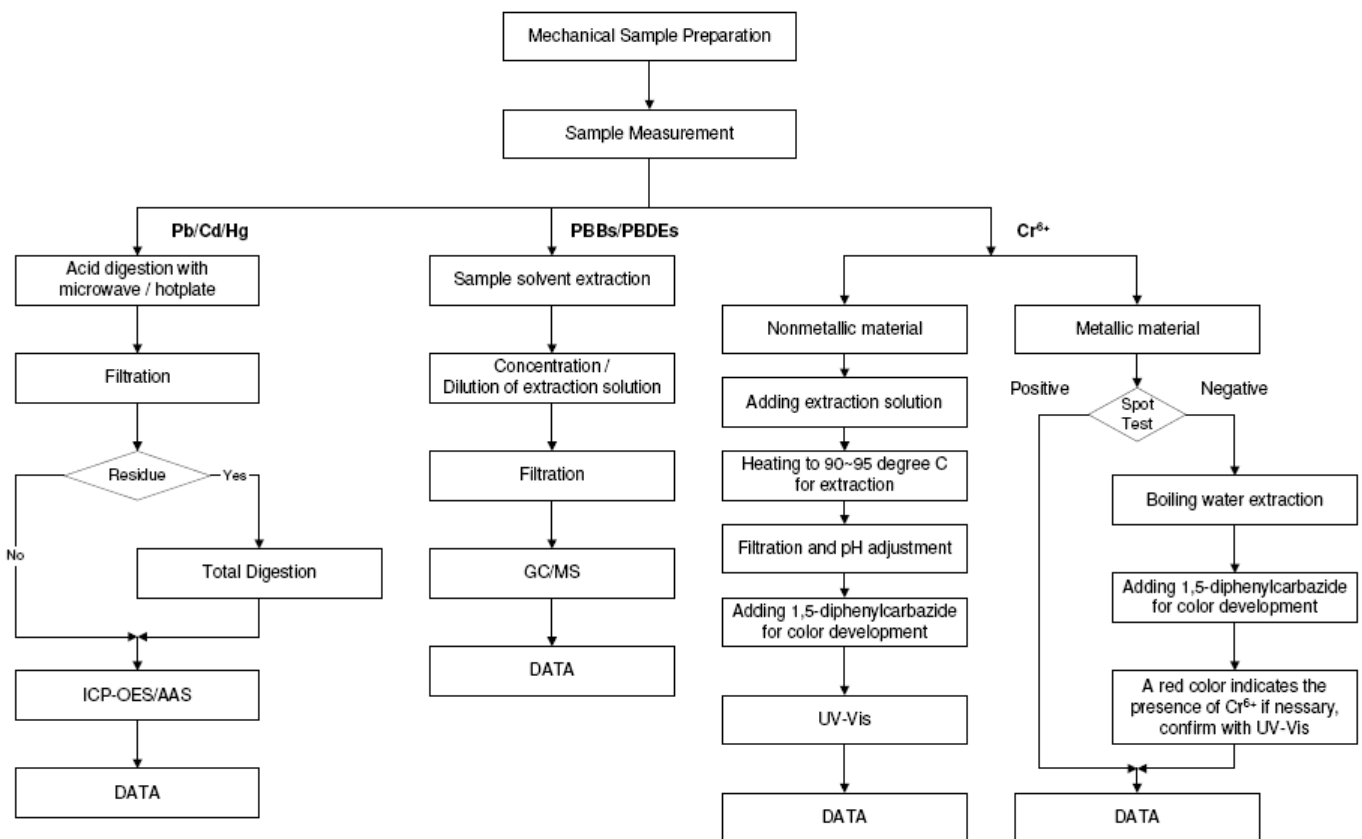 Mechanical Sample Preparation
Sample Measurement
Pb/Cd/Hg
PBBs/PBDEs
Cr⁶⁺
Acid digestion with
microwave / hotplate
Filtration
Residue
Yes
No
Total Digestion
ICP-OES/AAS
DATA
Sample solvent extraction
Concentration /
Dilution of extraction solution
Filtration
GC/MS
DATA
Nonmetallic material
Adding extraction solution
Heating to 90~95 degree C
for extraction
Filtration and pH adjustment
Adding 1,5-diphenylcarbazide
for color development
UV-Vis
DATA
Metallic material
Positive
Negative
Spot
Test
Boiling water extraction
Adding 1,5-diphenylcarbazide
for color development
A red color indicates the
presence of Cr⁶⁺ if nessary,
confirm with UV-Vis
DATA